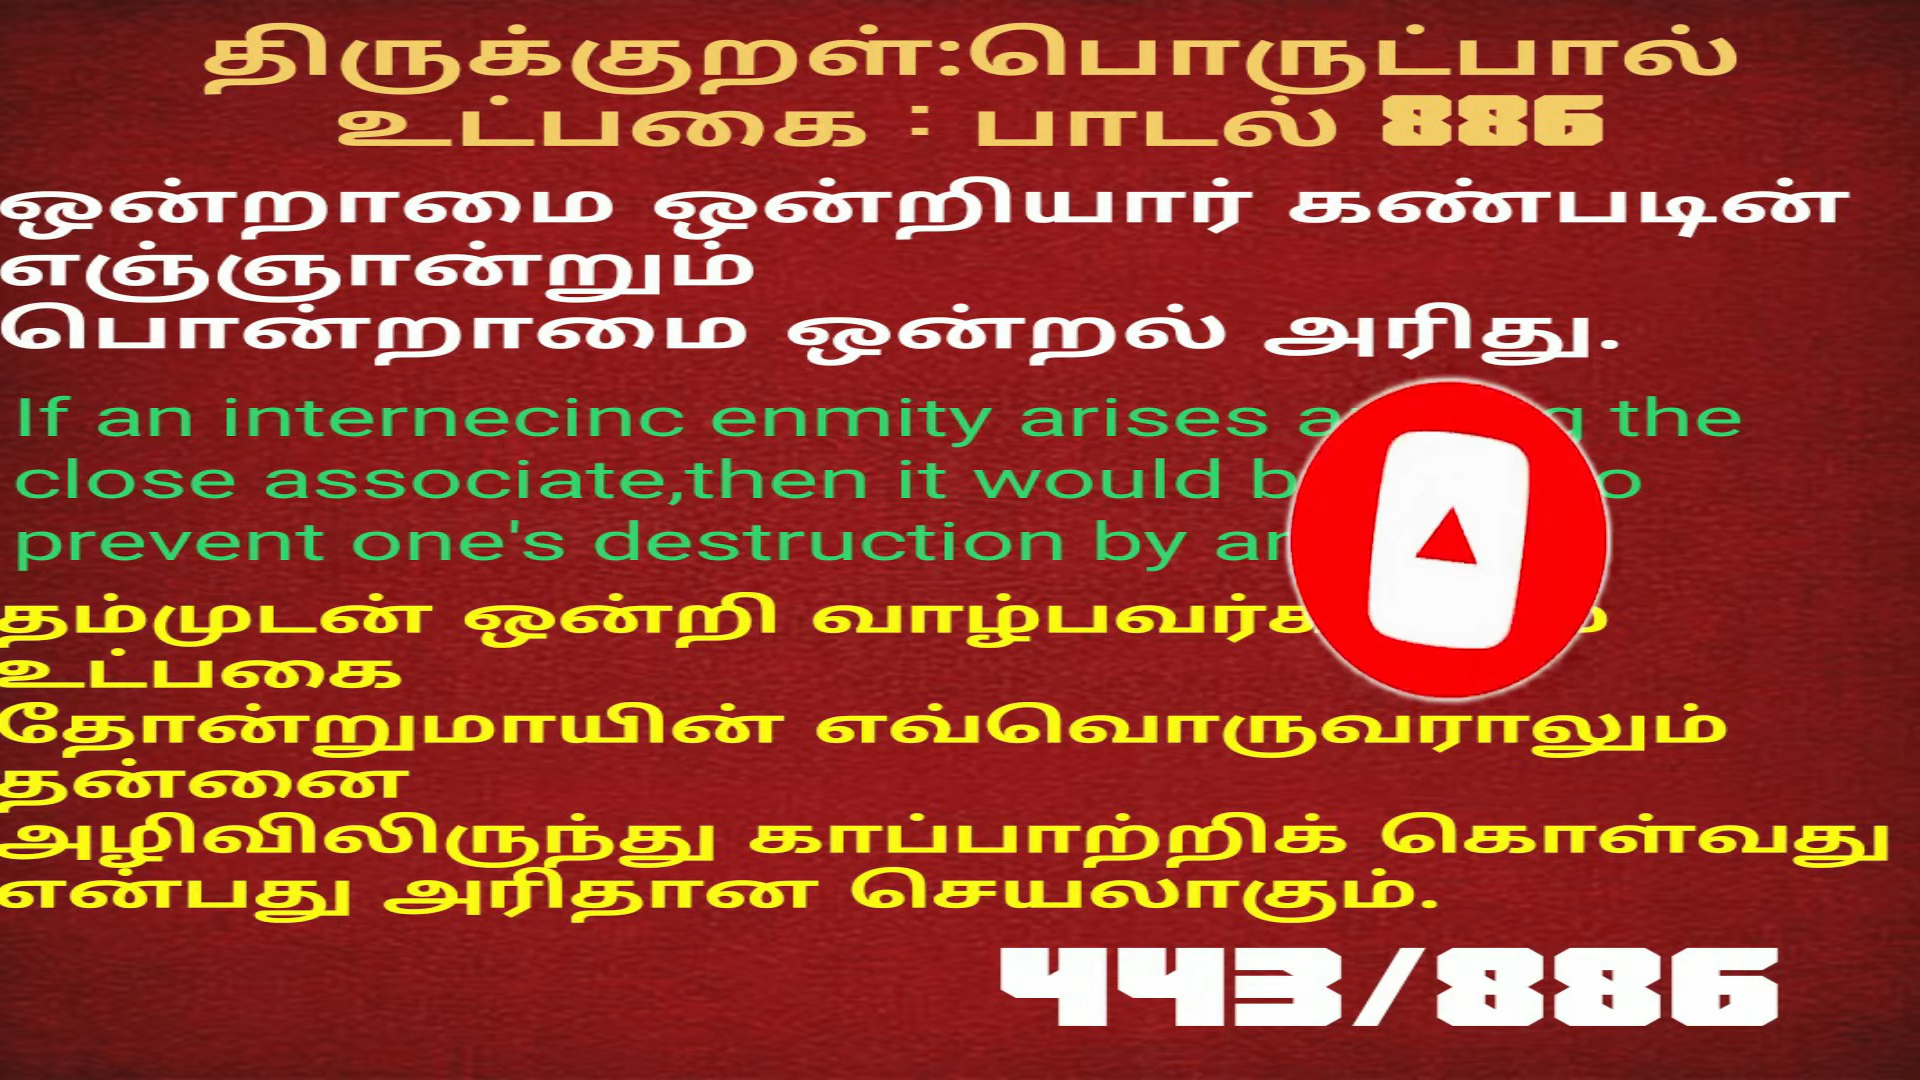 திருக்குறள்:பொருட்பால்
உட்பகை : பாடல் 886
ஒன்றாமை ஒன்றியார் கண்படின்
எஞ்ஞான்றும்
பொன்றாமை ஒன்றல் அரிது.
If an internecinc enmity arises the
close associate,then it would
prevent one's destruction by
தம்முடன் ஒன்றி
உட்பகை
தோன்றுமாயின் எவ்வொருவராலும்
தன்னை
அழிவிலிருந்து காப்பாற்றிக் கொள்வது
என்பது அரிதான செயலாகும்.
443/886